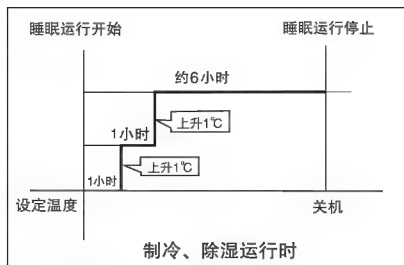 睡眠运行开始
睡眠运行停止
约6小时
上升1℃
1小时
上升1℃
1小时
设定温度
关机
制冷、除湿运行时